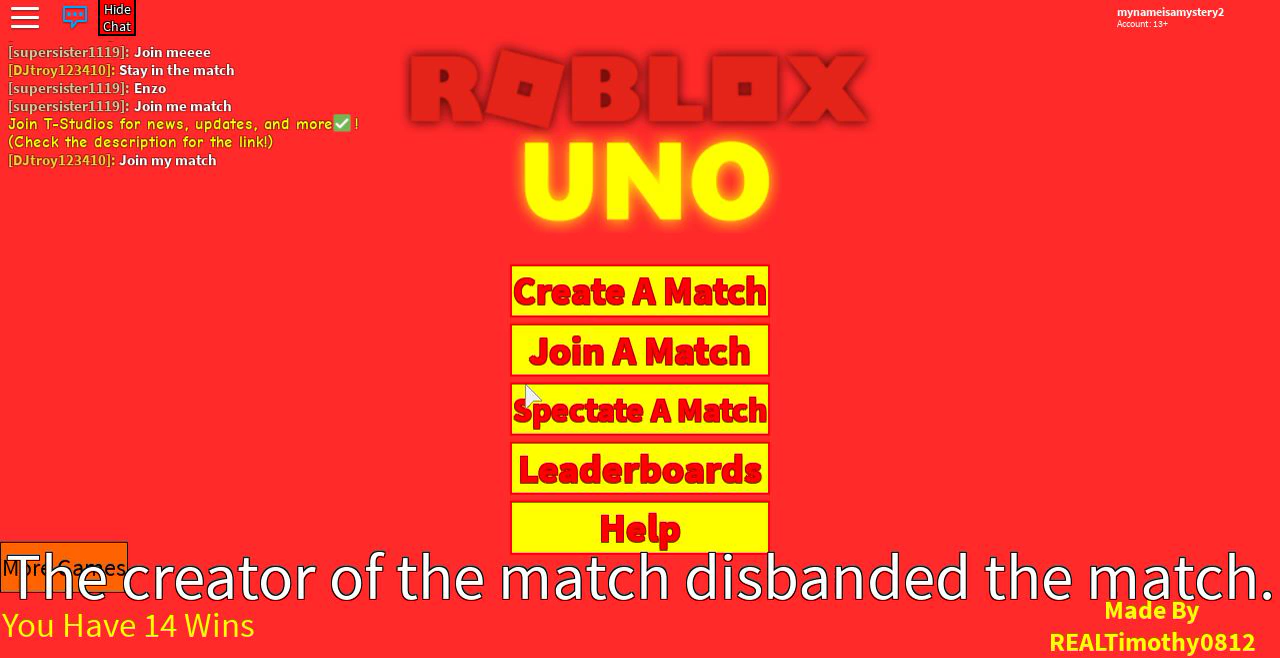 Hide
Chat
mynameisamystery2
Account: 13+
[supersister1119]: Join meeee
[DJtroy123410]: Stay in the match
[supersister1119]: Enzo
[supersister1119]: Join me match
Join T-Studios for news, updates, and more✅ !
(Check the description for the link!)
[DJtroy123410]: Join my match
ROBLOX
UNO
Create A Match
Join A Match
Spectate A Match
Leaderboards
Help
More Games
The creator of the match disbanded the match.
You Have 14 Wins
Made By
REALTimothy0812